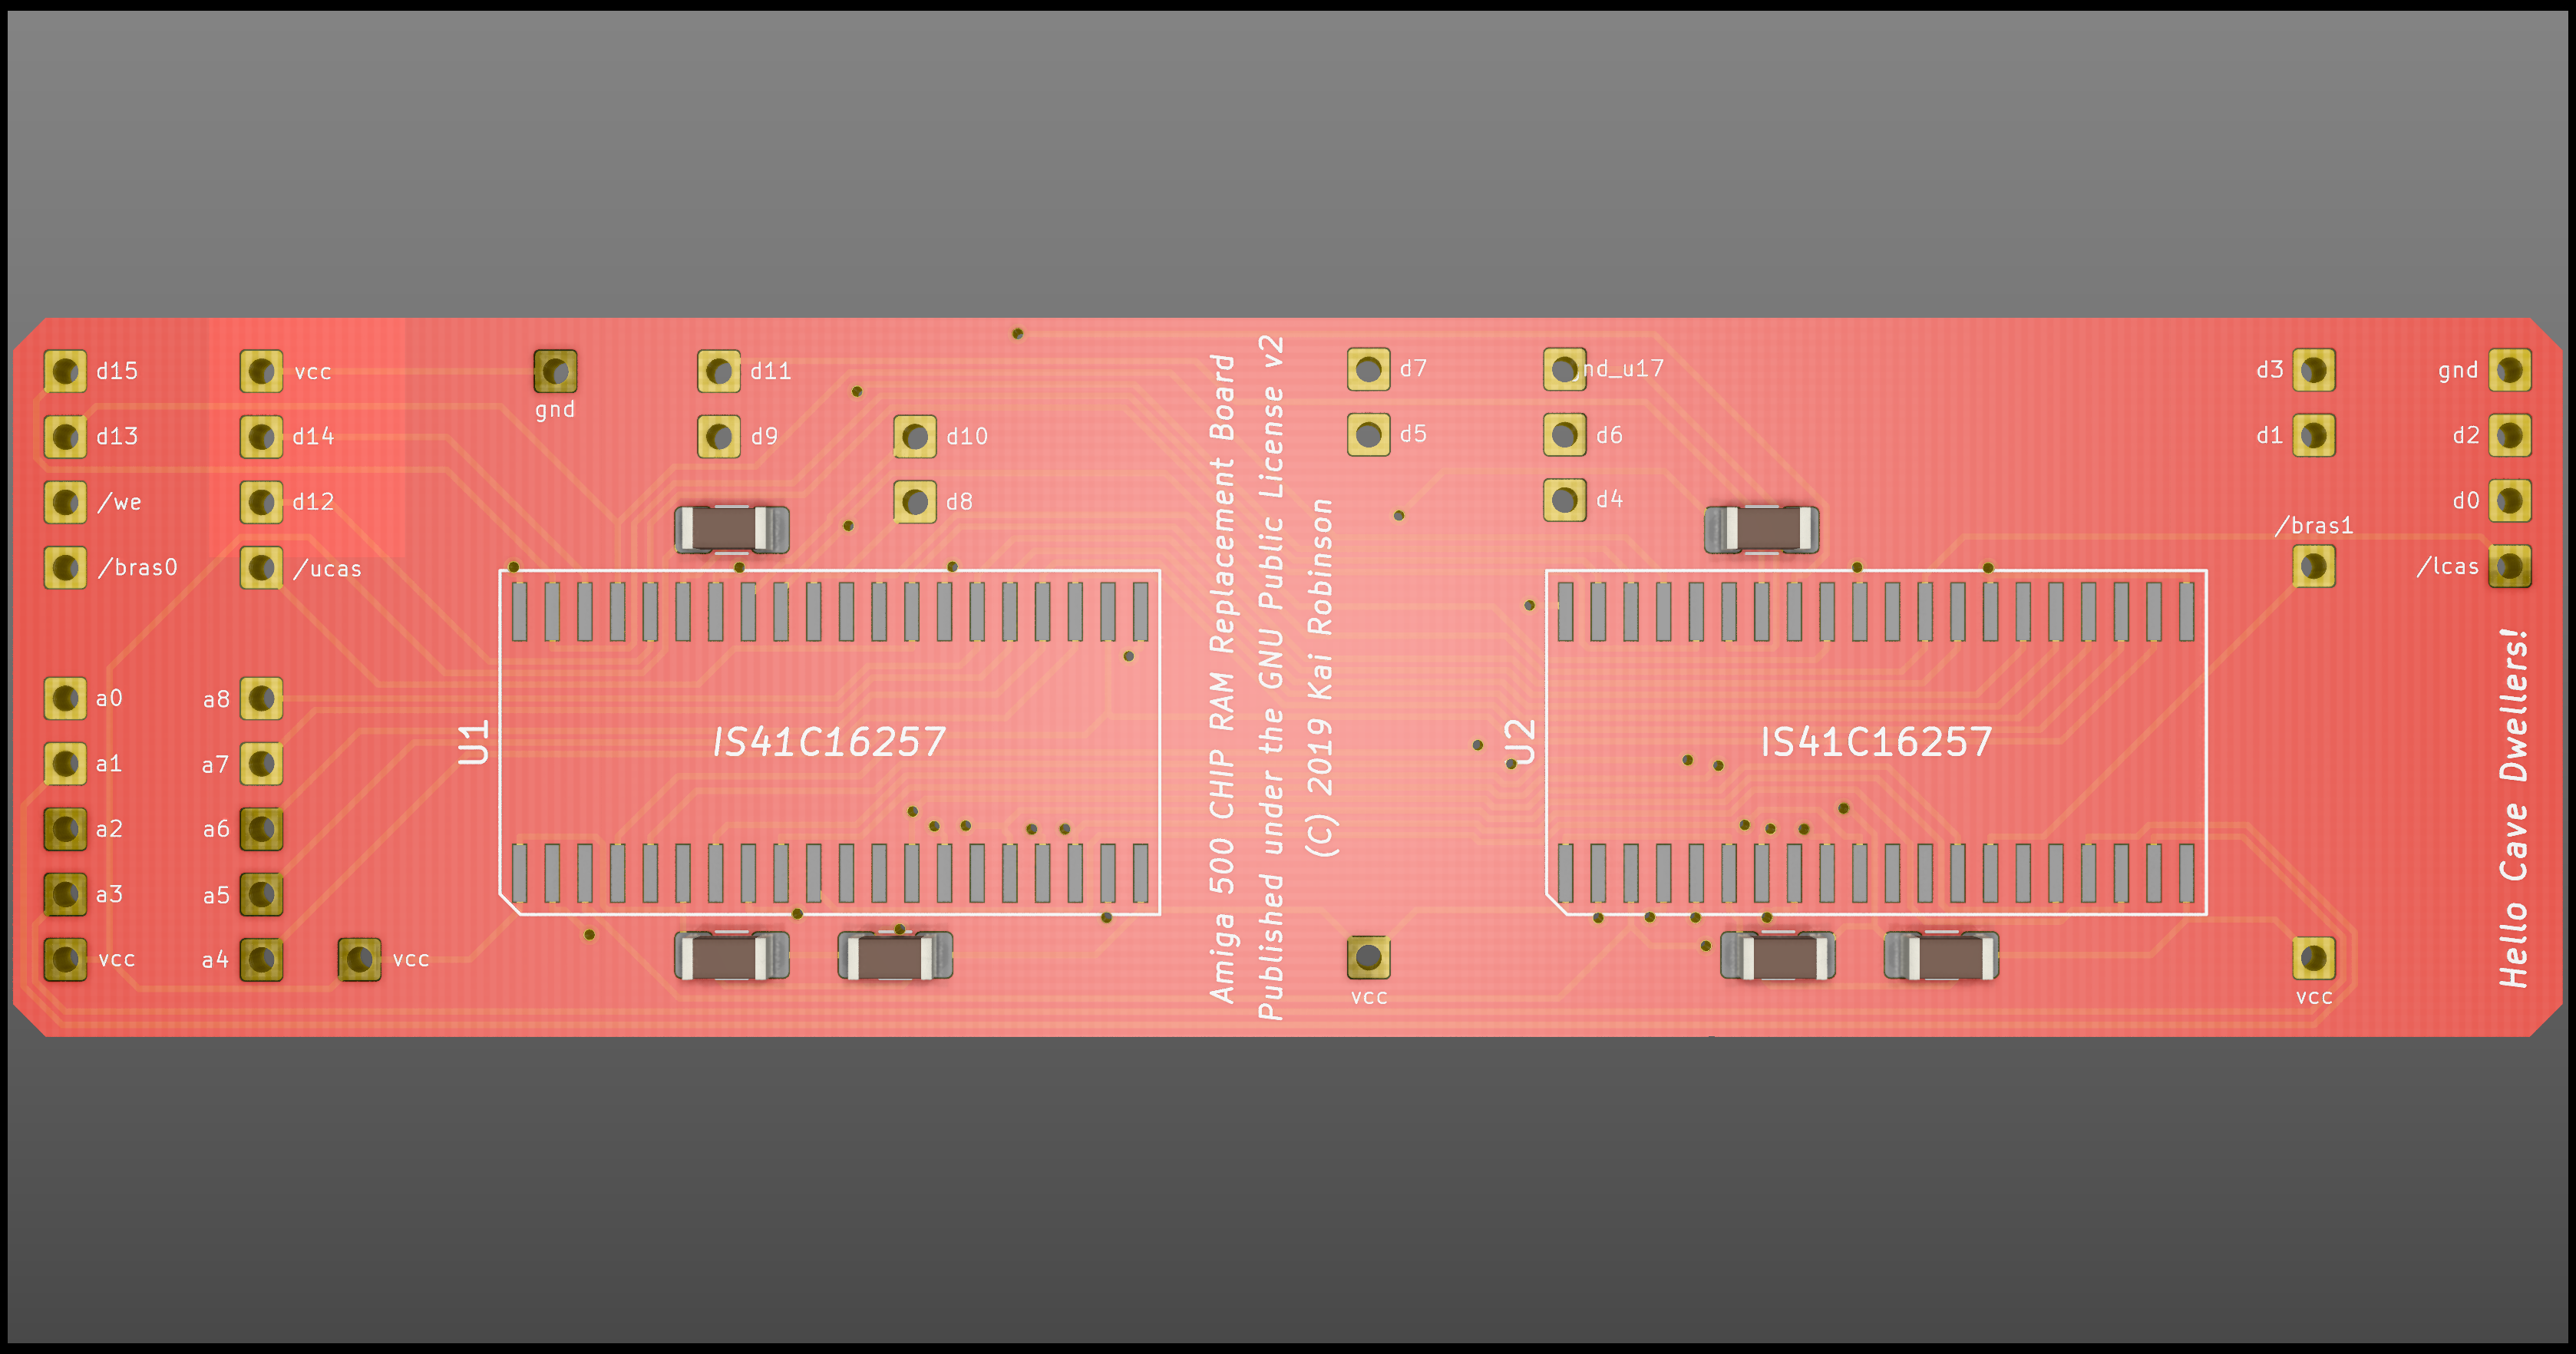 d15
vcc
gnd
d11
d7
nd_u17
d3
gnd
d13
d14
d9
d10
d5
d6
d1
d2
/we
d12
d8
d4
d0
/bras0
/ucas
/bras1
/lcas
a0
a8
a1
a7
a2
a6
a3
a5
vcc
a4
vcc
vcc
vcc
U1
IS41C16257
Amiga 500 CHIP RAM Replacement Board
Published under the GNU Public License v2
(C) 2019 Kai Robinson
U2
IS41C16257
Hello Cave Dwellers!